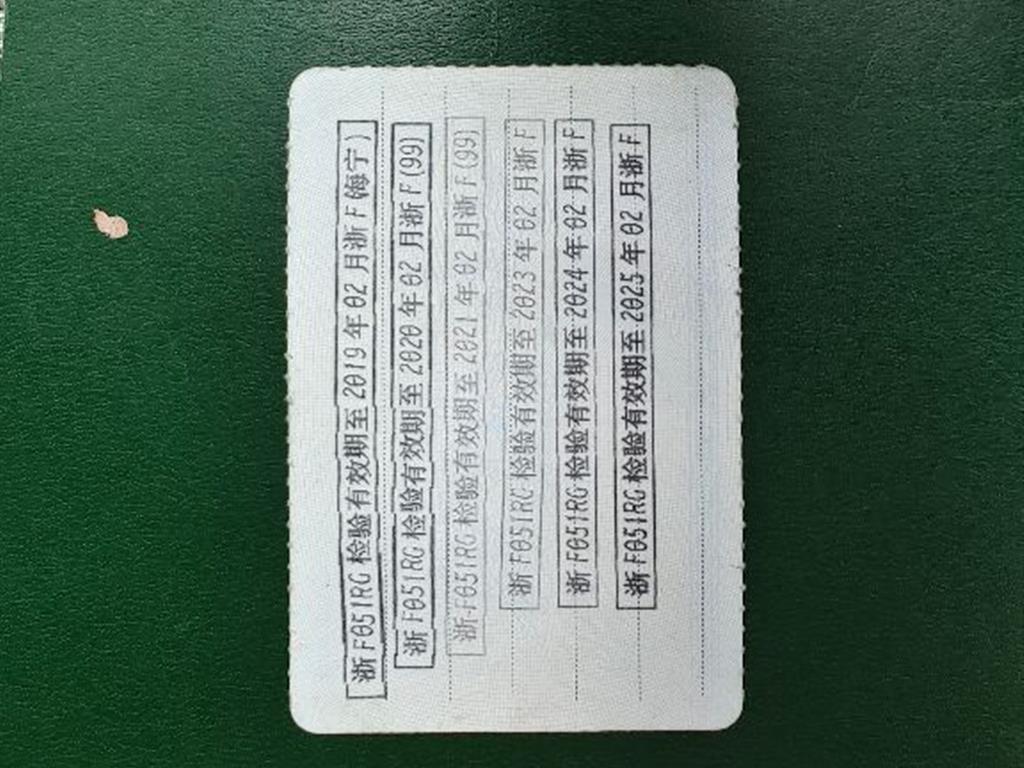 浙F051RG检验有效期至2019年02月浙F(海宁)
浙F051RG检验有效期至2020年02月浙F(99)
浙F051RG检验有效期至2021年02月浙F(99)
浙F051RG检验有效期至2023年02月浙F
浙F051RG检验有效期至2024年02月浙F
浙F051RG检验有效期至2025年02月浙F